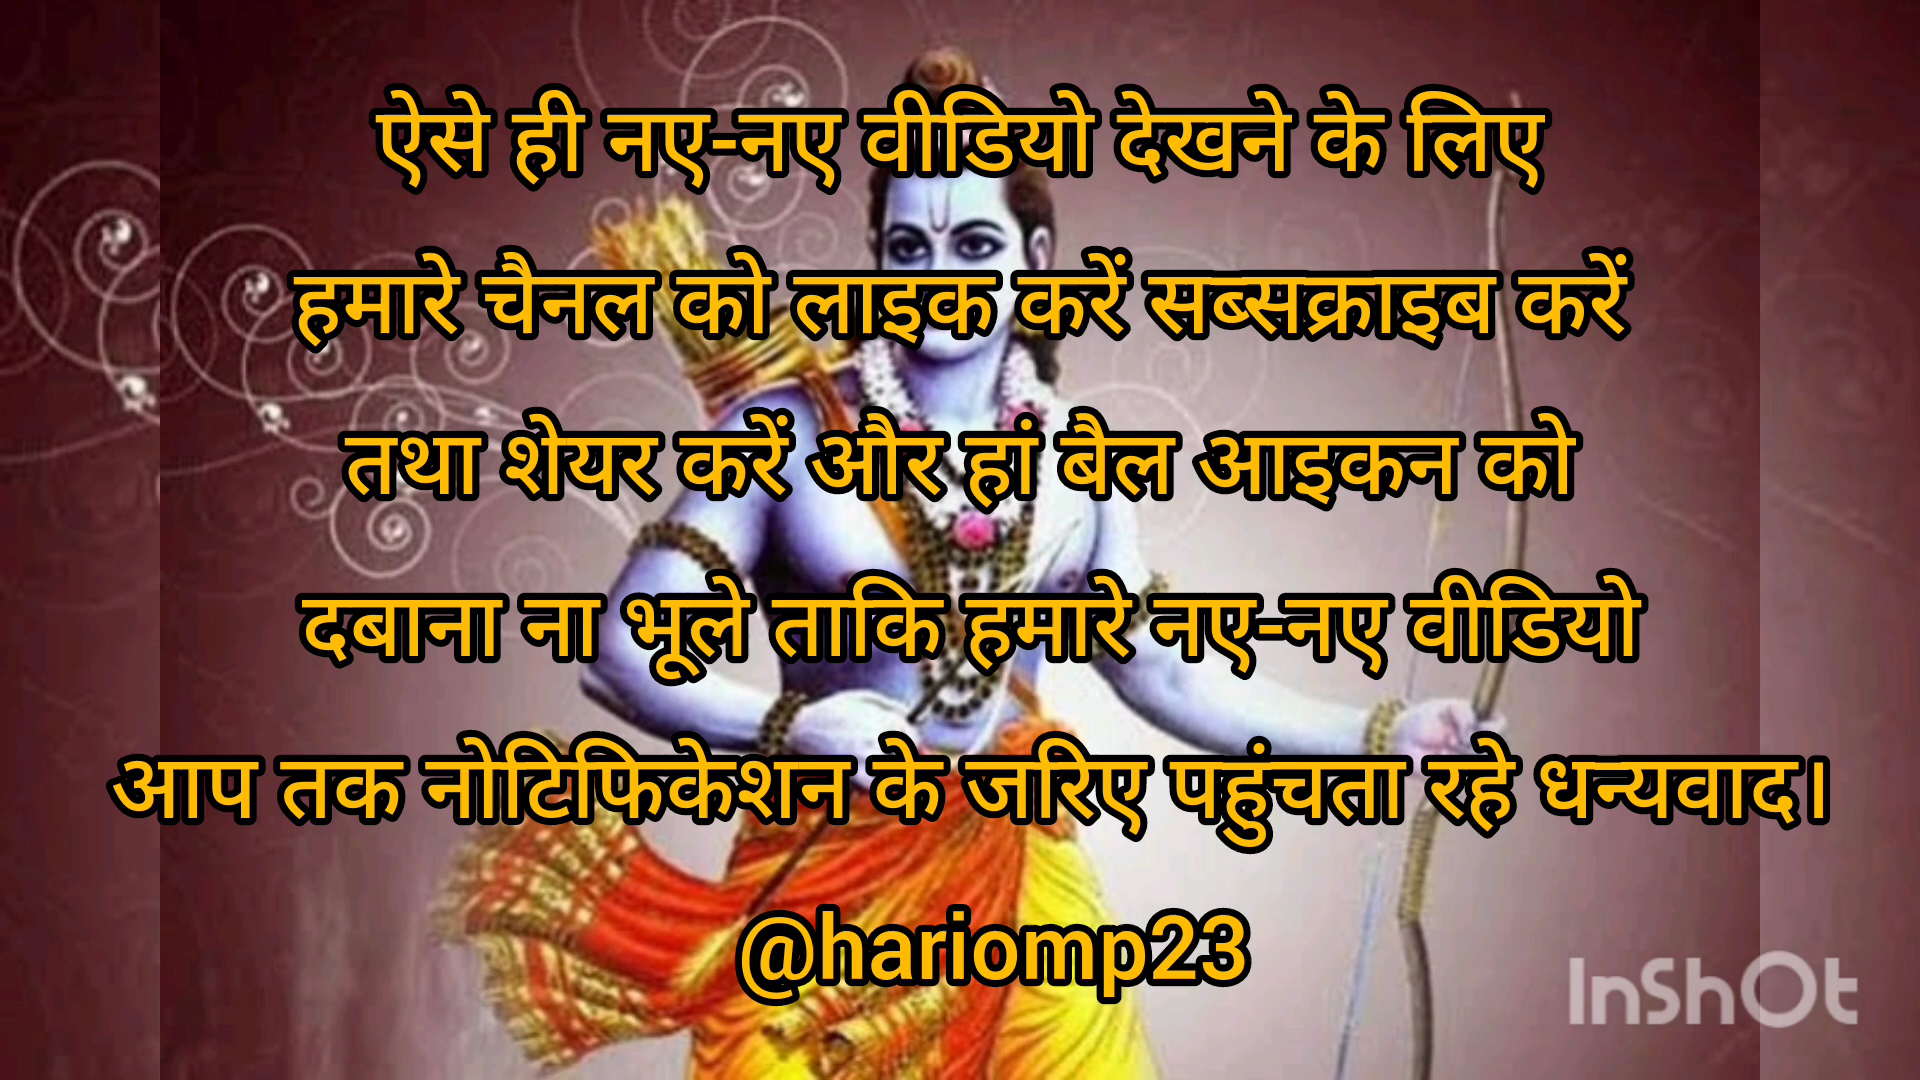 ऐसे ही नए-नए वीडियो देखने के लिए
हमारे चैनल को लाइक करें सब्सक्राइब करें
तथा शेयर करें और हां बैल आइकन को
दबाना ना भूले ताकि हमारे नए-नए वीडियो
आप तक नोटिफिकेशन के जरिए पहुंचता रहे धन्यवाद।
@hariomp23
InShOt